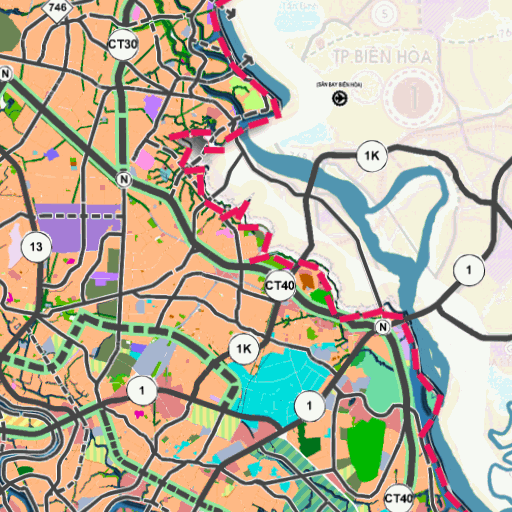 746
CT30
N
TP.BIÊN HÒA
(SÂN BAY BIÊN HÒA)
1
1K
N
13
1
CT40
N
1K
1
1
CT40